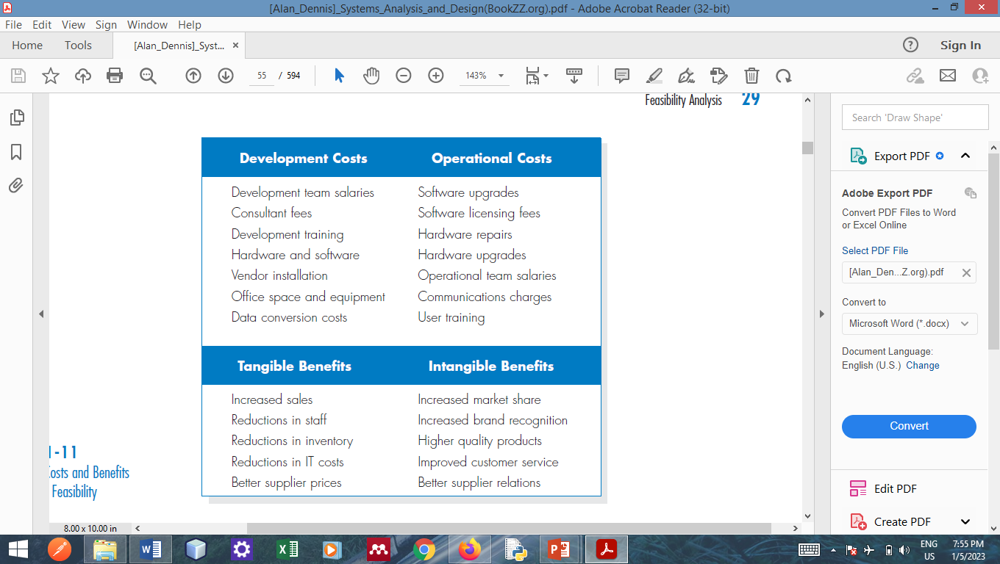 [Alan_Dennis]_Systems_Analysis_and_Design(BookZZ.org).pdf - Adobe Acrobat Reader (32-bit)
File Edit View Sign Window Help
Home Tools [Alan_Dennis]_Syst... × Sign In
55 / 594 143%
Feasibility Analysis 29
Development Costs Operational Costs
Development team salaries Software upgrades
Consultant fees Software licensing fees
Development training Hardware repairs
Hardware and software Hardware upgrades
Vendor installation Operational team salaries
Office space and equipment Communications charges
Data conversion costs User training
Tangible Benefits Intangible Benefits
Increased sales Increased market share
Reductions in staff Increased brand recognition
Reductions in inventory Higher quality products
Reductions in IT costs Improved customer service
Better supplier prices Better supplier relations
1-11
Costs and Benefits
Feasibility
8.00 x 10.00 in
Search 'Draw Shape'
Export PDF
Adobe Export PDF
Convert PDF Files to Word
or Excel Online
Select PDF File
[Alan_Den...Z.org).pdf
Convert to
Microsoft Word (*.docx)
Document Language:
English (U.S.) Change
Convert
Edit PDF
Create PDF
ENG 7:55 PM
US 1/5/2023